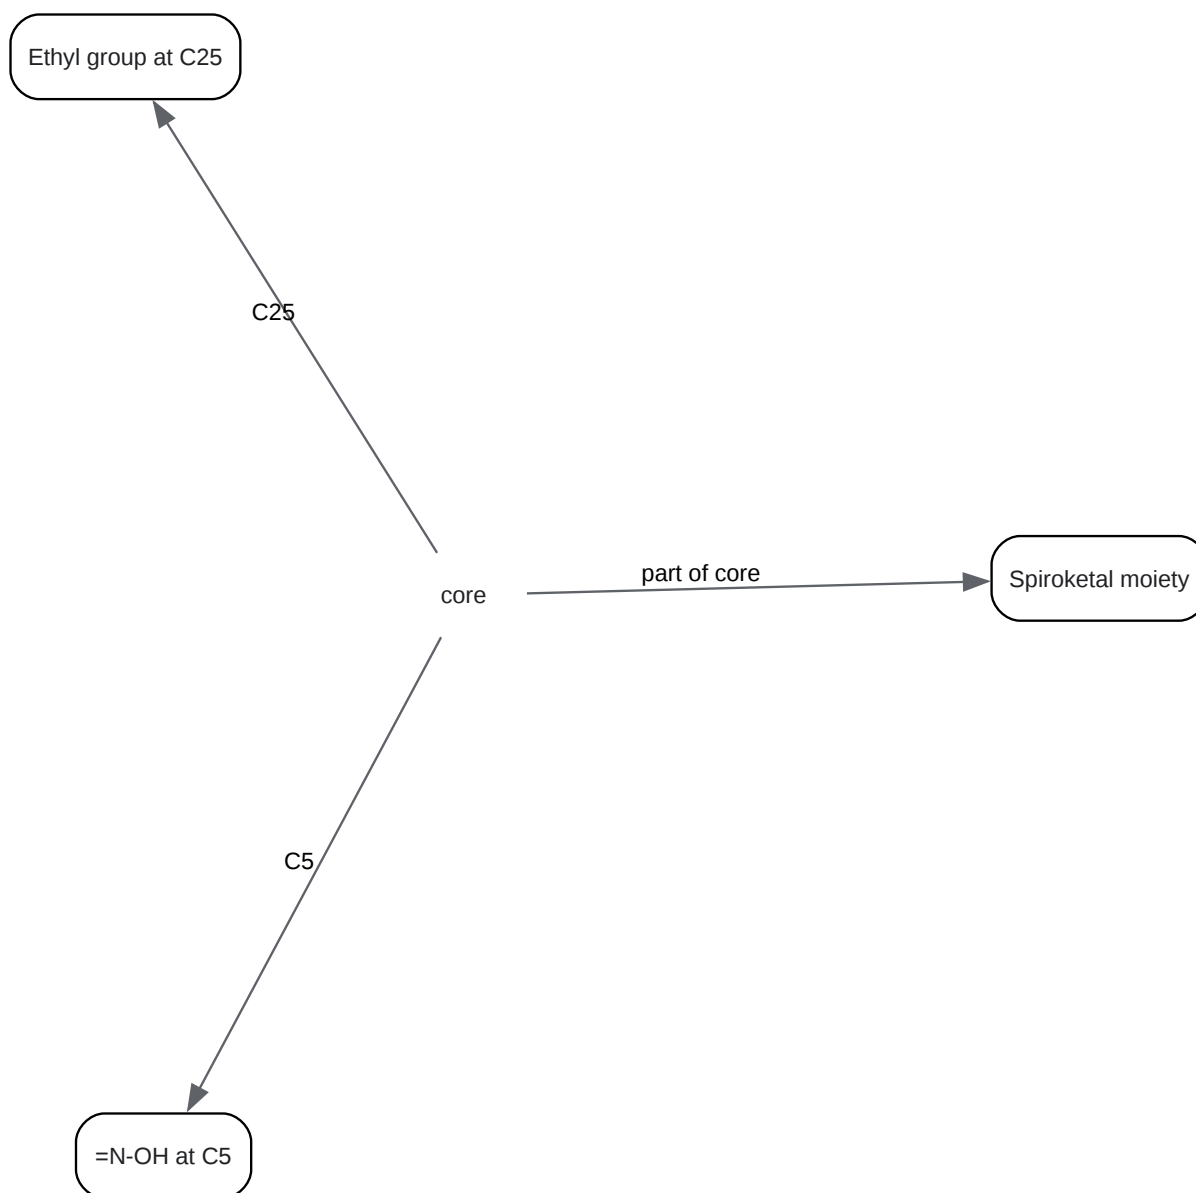 Ethyl group at C25
C25
part of core
Spiroketal moiety
core
C5
=N-OH at C5